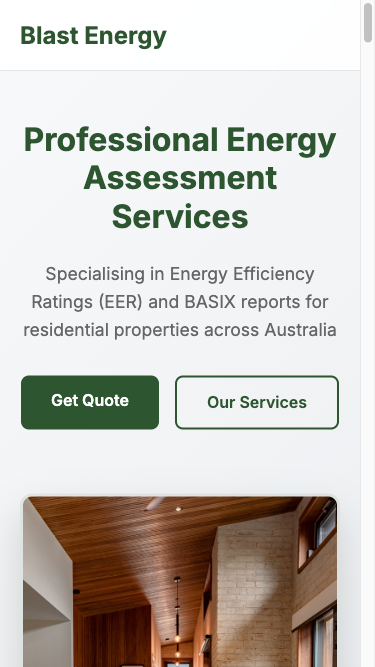 Blast Energy
Professional Energy
Assessment
Services
Specialising in Energy Efficiency
Ratings (EER) and BASIX reports for
residential properties across Australia
Get Quote
Our Services